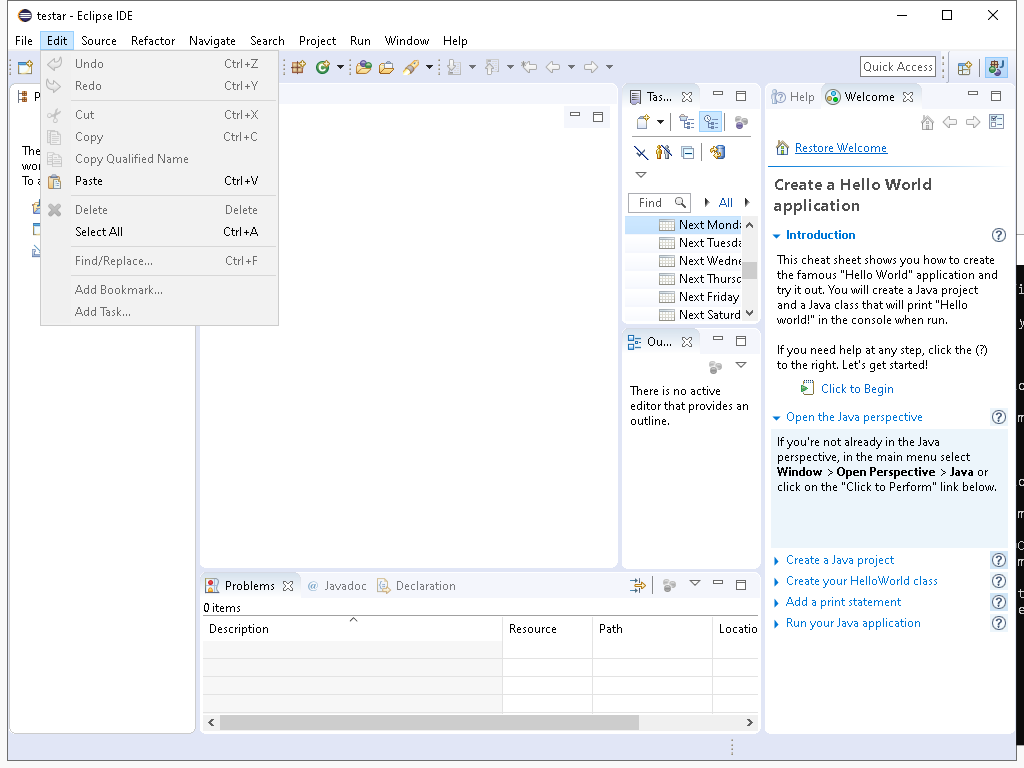 testar - Eclipse IDE
File Edit Source Refactor Navigate Search Project Run Window Help
Undo Ctrl+Z
Redo Ctrl+Y
Cut Ctrl+X
Copy Ctrl+C
Copy Qualified Name
Paste Ctrl+V
Delete Delete
Select All Ctrl+A
Find/Replace... Ctrl+F
Add Bookmark...
Add Task...
Quick Access
P
The
wor
To a
Tas...
Find
All
Next Monda
Next Tuesda
Next Wedne
Next Thursd
Next Friday
Next Saturd
Ou...
There is no active
editor that provides an
outline.
Help Welcome
Restore Welcome
Create a Hello World
application
Introduction
This cheat sheet shows you how to create
the famous "Hello World" application and
try it out. You will create a Java project
and a Java class that will print "Hello
world!" in the console when run.
If you need help at any step, click the (?)
to the right. Let's get started!
Click to Begin
Open the Java perspective
If you're not already in the Java
perspective, in the main menu select
Window > Open Perspective > Java or
click on the "Click to Perform" link below.
Create a Java project
Create your HelloWorld class
Add a print statement
Run your Java application
Problems @ Javadoc Declaration
0 items
Description Resource Path Locatio